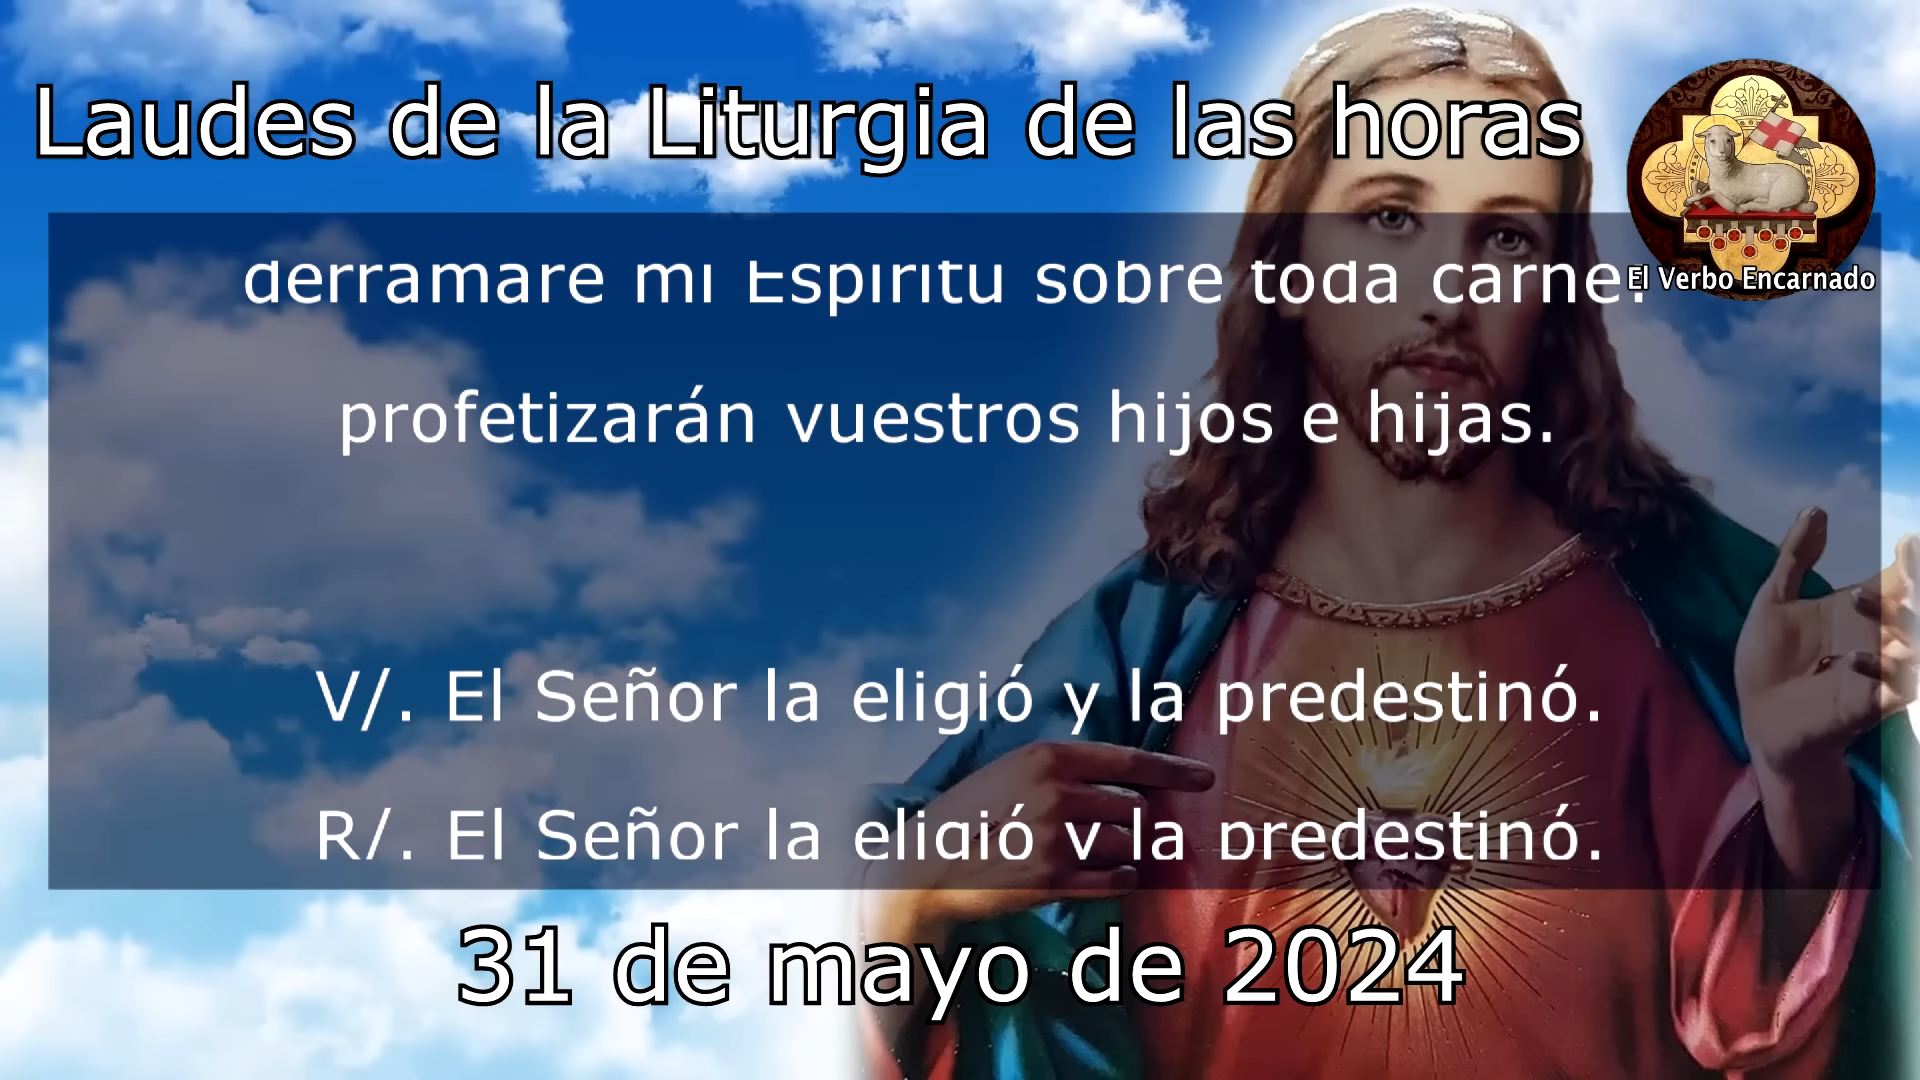 Laudes de la Liturgia de las horas
derramaré mi Espíritu sobre toda carne:
El Verbo Encarnado
profetizarán vuestros hijos e hijas.
V/. El Señor la eligió y la predestinó.
R/. El Señor la eligió y la predestinó.
31 de mayo de 2024